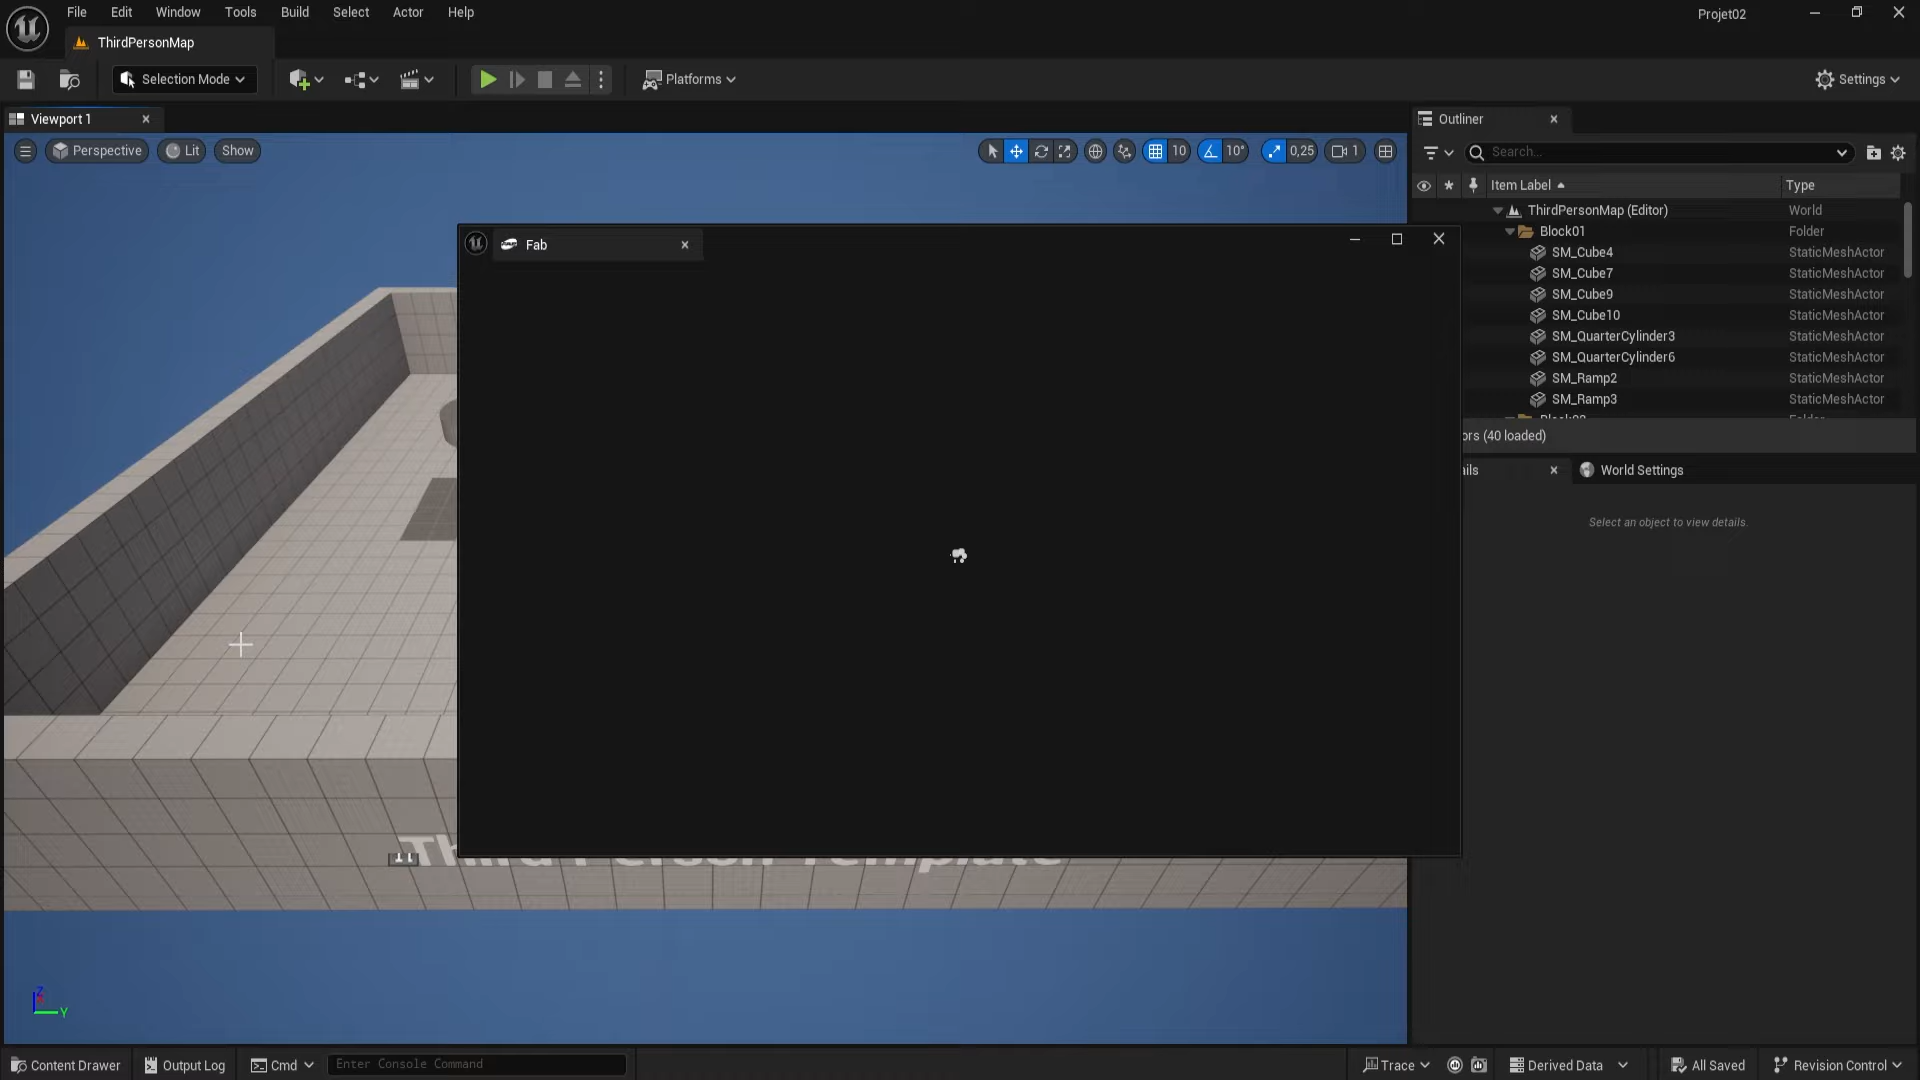 File Edit Window Tools Build Select Actor Help
Projet02
ThirdPersonMap
Selection Mode
Platforms
Settings
Viewport 1
Outliner
Perspective Lit Show
10 10° 0,25 1
Search...
Item Label Type
ThirdPersonMap (Editor) World
Block01 Folder
SM_Cube4 StaticMeshActor
SM_Cube7 StaticMeshActor
SM_Cube9 StaticMeshActor
SM_Cube10 StaticMeshActor
SM_QuarterCylinder3 StaticMeshActor
SM_QuarterCylinder6 StaticMeshActor
SM_Ramp2 StaticMeshActor
SM_Ramp3 StaticMeshActor
Fab
ors (40 loaded)
ails
World Settings
Select an object to view details.
Third Person Template
Z
Y
Content Drawer Output Log Cmd Enter Console Command
Trace Derived Data All Saved Revision Control